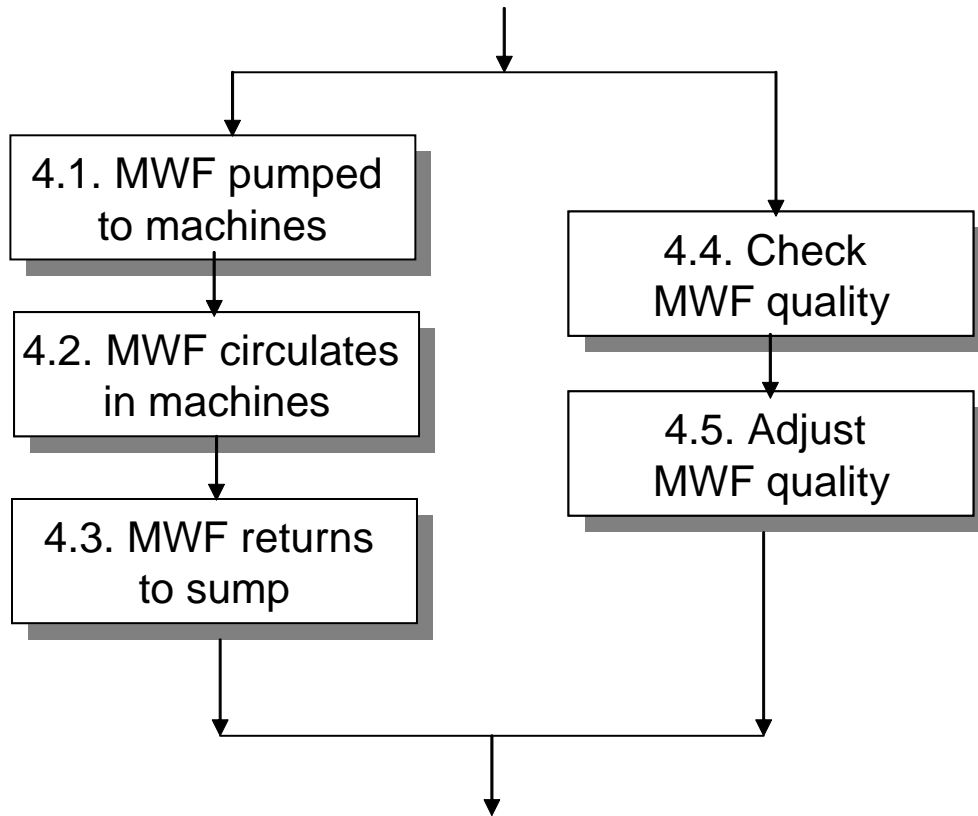 4.1. MWF pumped
to machines
4.2. MWF circulates
in machines
4.3. MWF returns
to sump
4.4. Check
MWF quality
4.5. Adjust
MWF quality